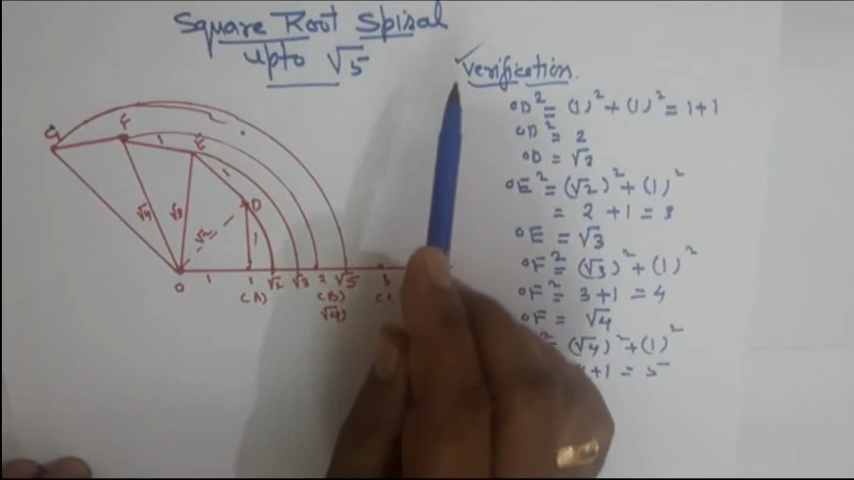 Square Root Spiral
upto √5
Verification.
OD² = (1)² + (1)² = 1+1
OD² = 2
OD = √2
OE² = (√2)² + (1)²
= 2 + 1 = 3
OE = √3
OF² = (√3)² + (1)²
OF² = 3+1 = 4
OF = √4
= (√4)² + (1)²
+1 = 5
G F 1 E 1
D
√4 √3 √2 1
O 1 1 √2 √3 2 √5 3
(A) (B) (C
√4)